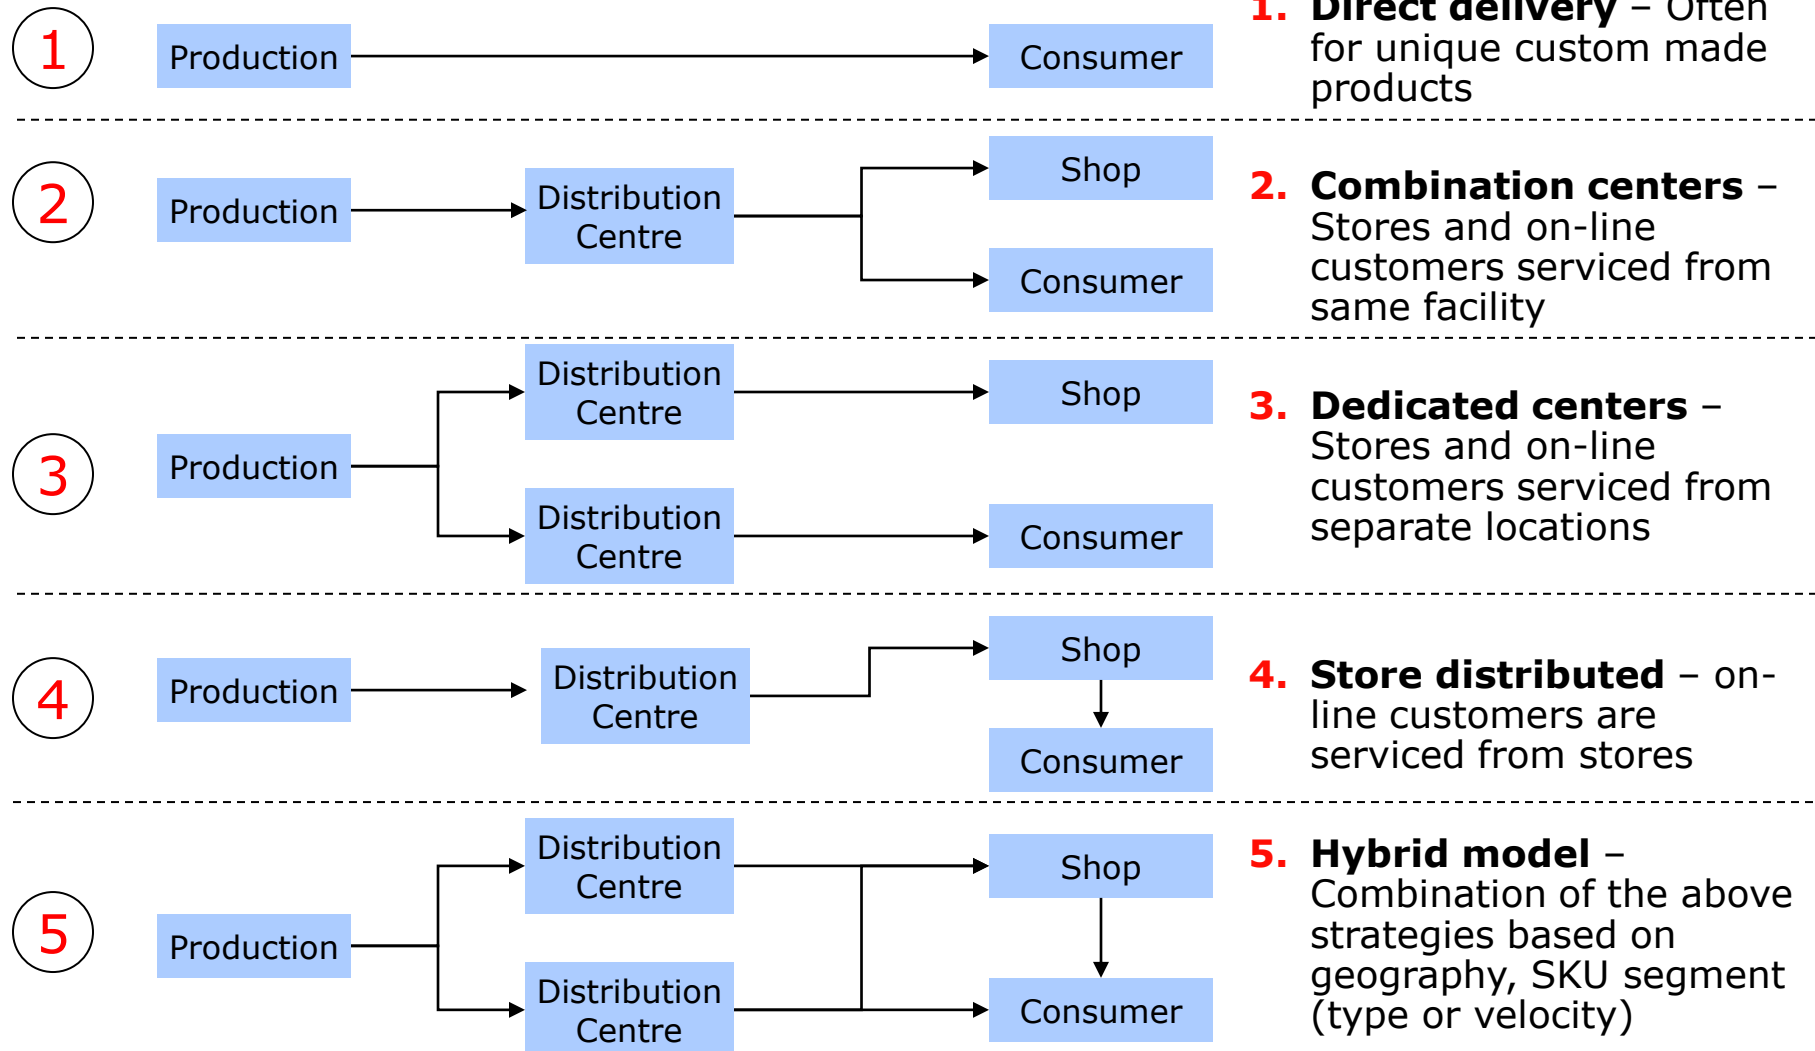 1
Production
Consumer
1. Direct delivery – Often
for unique custom made
products
2
Production
Distribution
Centre
Shop
Consumer
2. Combination centers –
Stores and on-line
customers serviced from
same facility
3
Production
Distribution
Centre
Distribution
Centre
Shop
Consumer
3. Dedicated centers –
Stores and on-line
customers serviced from
separate locations
4
Production
Distribution
Centre
Shop
Consumer
4. Store distributed – on-
line customers are
serviced from stores
5
Production
Distribution
Centre
Distribution
Centre
Shop
Consumer
5. Hybrid model –
Combination of the above
strategies based on
geography, SKU segment
(type or velocity)